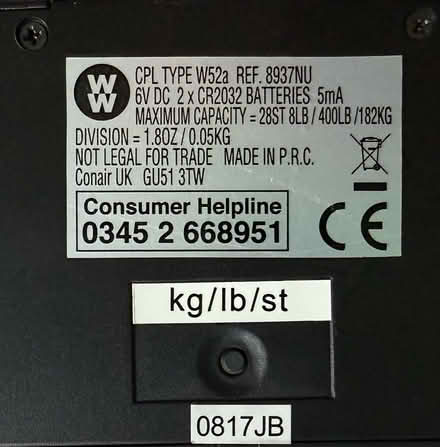 W
W
CPL TYPE W52a REF. 8937NU
6V DC 2 x CR2032 BATTERIES 5mA
MAXIMUM CAPACITY = 28ST 8LB / 400LB /182KG
DIVISION = 1.8OZ / 0.05KG
NOT LEGAL FOR TRADE MADE IN P.R.C.
Conair UK GU51 3TW
Consumer Helpline
0345 2 668951
CE
kg/lb/st
0817JB